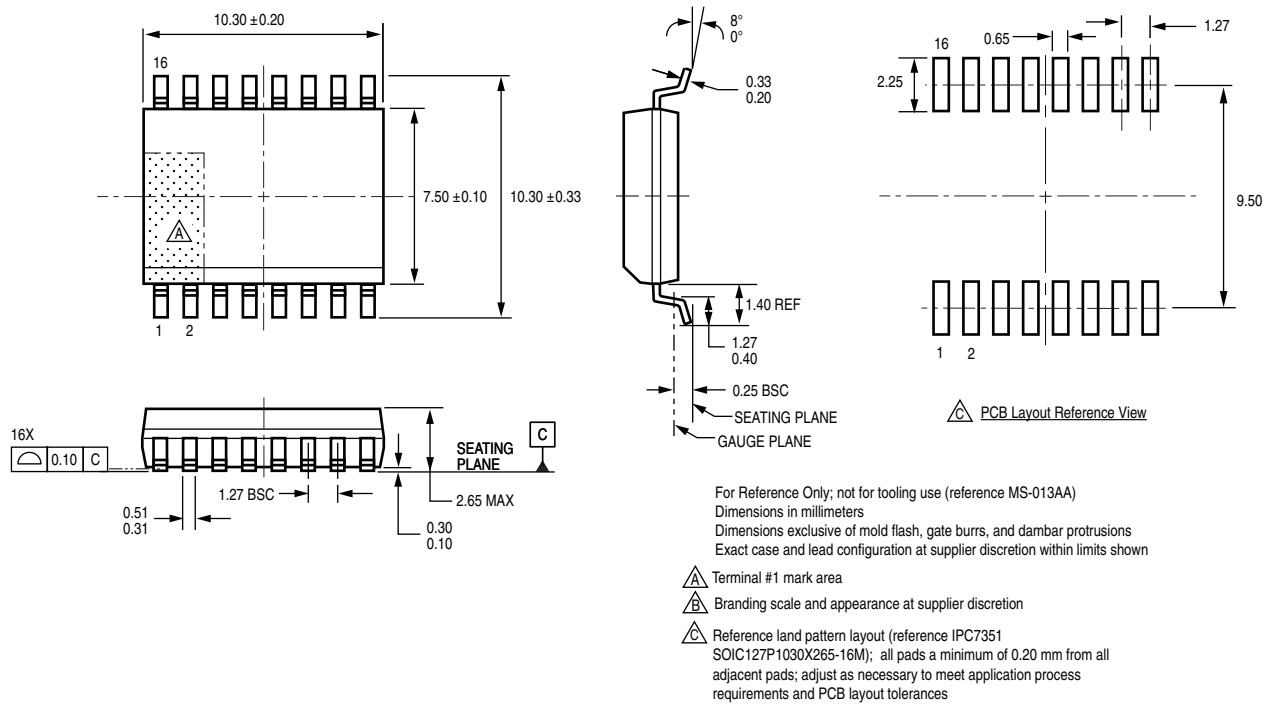 10.30 ±0.20
16
7.50 ±0.10
10.30 ±0.33
A
1 2
8°
0°
0.33
0.20
1.40 REF
1.27
0.40
0.25 BSC
SEATING PLANE
GAUGE PLANE
16
0.65
1.27
2.25
9.50
1 2
C PCB Layout Reference View
16X
0.10 C
SEATING
PLANE
C
1.27 BSC
2.65 MAX
0.51
0.31
0.30
0.10
For Reference Only; not for tooling use (reference MS-013AA)
Dimensions in millimeters
Dimensions exclusive of mold flash, gate burrs, and dambar protrusions
Exact case and lead configuration at supplier discretion within limits shown
A Terminal #1 mark area
B Branding scale and appearance at supplier discretion
C Reference land pattern layout (reference IPC7351
SOIC127P1030X265-16M); all pads a minimum of 0.20 mm from all
adjacent pads; adjust as necessary to meet application process
requirements and PCB layout tolerances